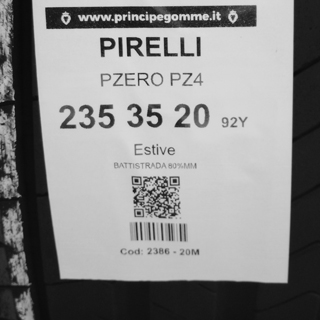 www.principegomme.it
PIRELLI
PZERO PZ4
235 35 20 92Y
Estive
BATTISTRADA 80%MM
Cod: 2386 - 20M